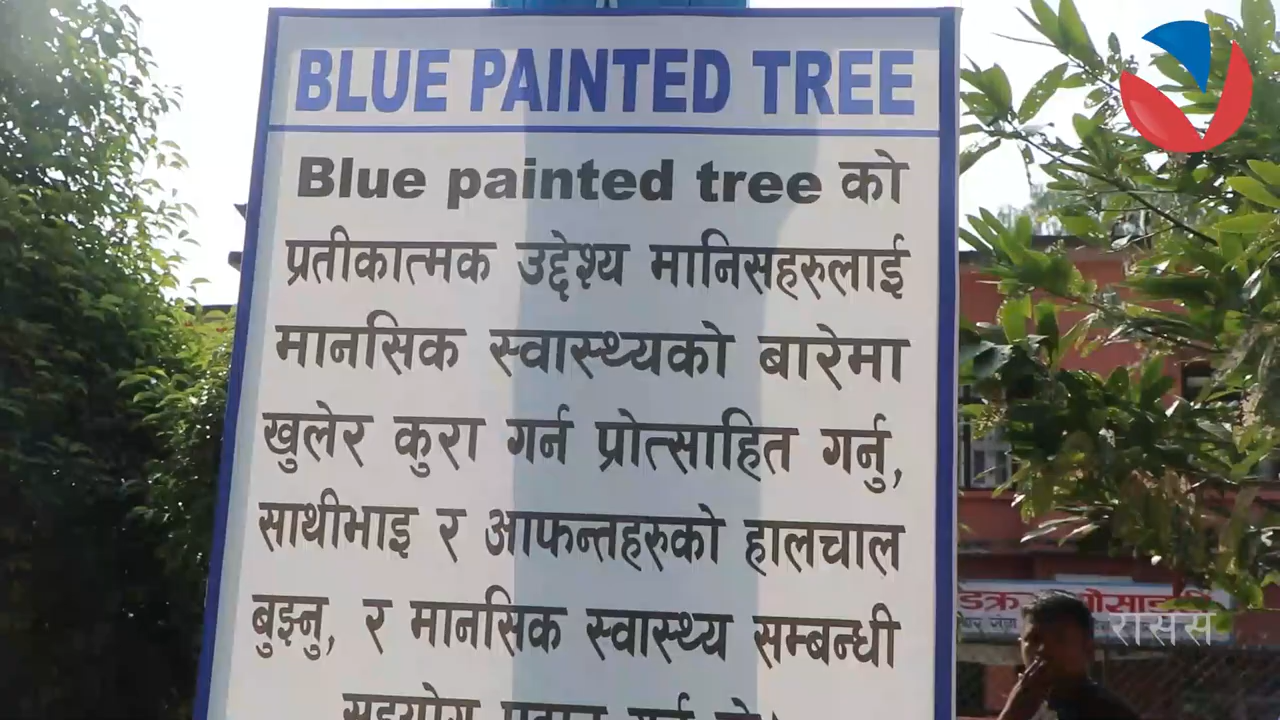 BLUE PAINTED TREE
Blue painted tree को
प्रतीकात्मक उद्देश्य मानिसहरुलाई
मानसिक स्वास्थ्यको बारेमा
खुलेर कुरा गर्न प्रोत्साहित गर्नु,
साथीभाइ र आफन्तहरुको हालचाल
बुझ्नु, र मानसिक स्वास्थ्य सम्बन्धी
रासस